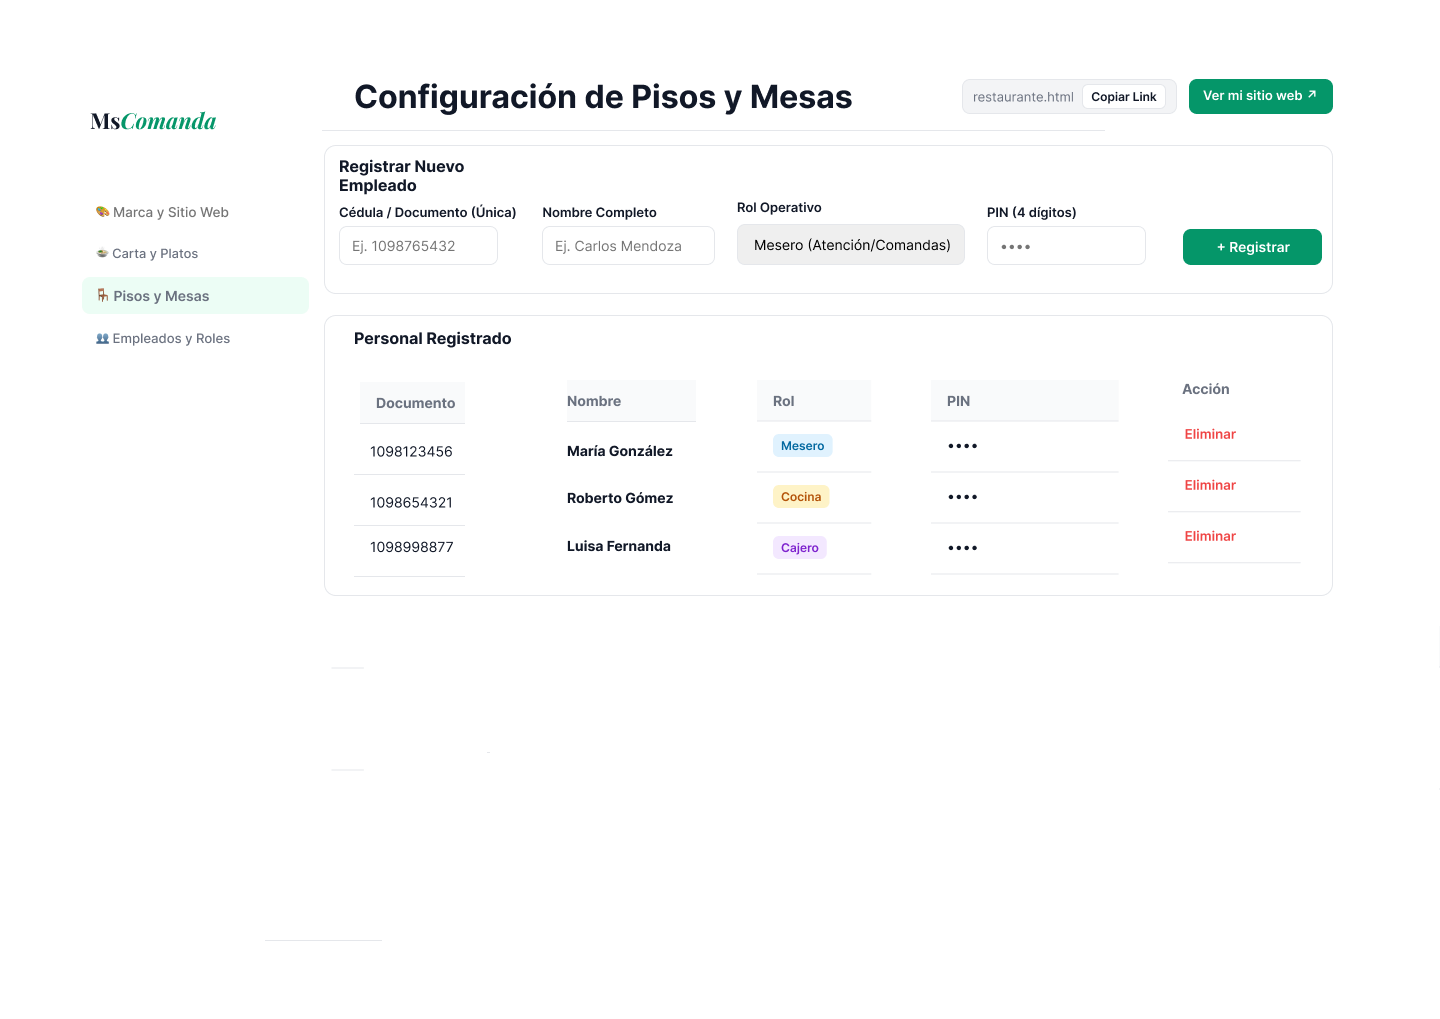 MsComanda
Marca y Sitio Web
Carta y Platos
Pisos y Mesas
Empleados y Roles
Configuración de Pisos y Mesas
restaurante.html Copiar Link Ver mi sitio web ↗
Registrar Nuevo
Empleado
Cédula / Documento (Única) Nombre Completo Rol Operativo PIN (4 dígitos)
Ej. 1098765432 Ej. Carlos Mendoza Mesero (Atención/Comandas) •••• + Registrar
Personal Registrado
Documento Nombre Rol PIN Acción
1098123456 María González Mesero •••• Eliminar
1098654321 Roberto Gómez Cocina •••• Eliminar
1098998877 Luisa Fernanda Cajero •••• Eliminar